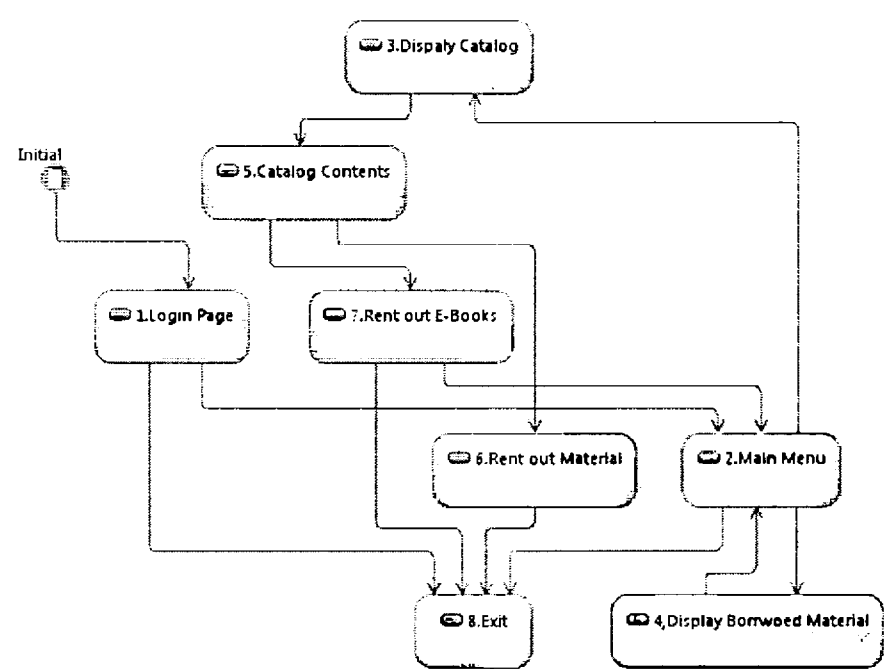 3.Dispaly Catalog
Initial
5.Catalog Contents
1.Login Page
7.Rent out E-Books
6.Rent out Material
2.Main Menu
8.Exit
4,Display Borrwoed Material